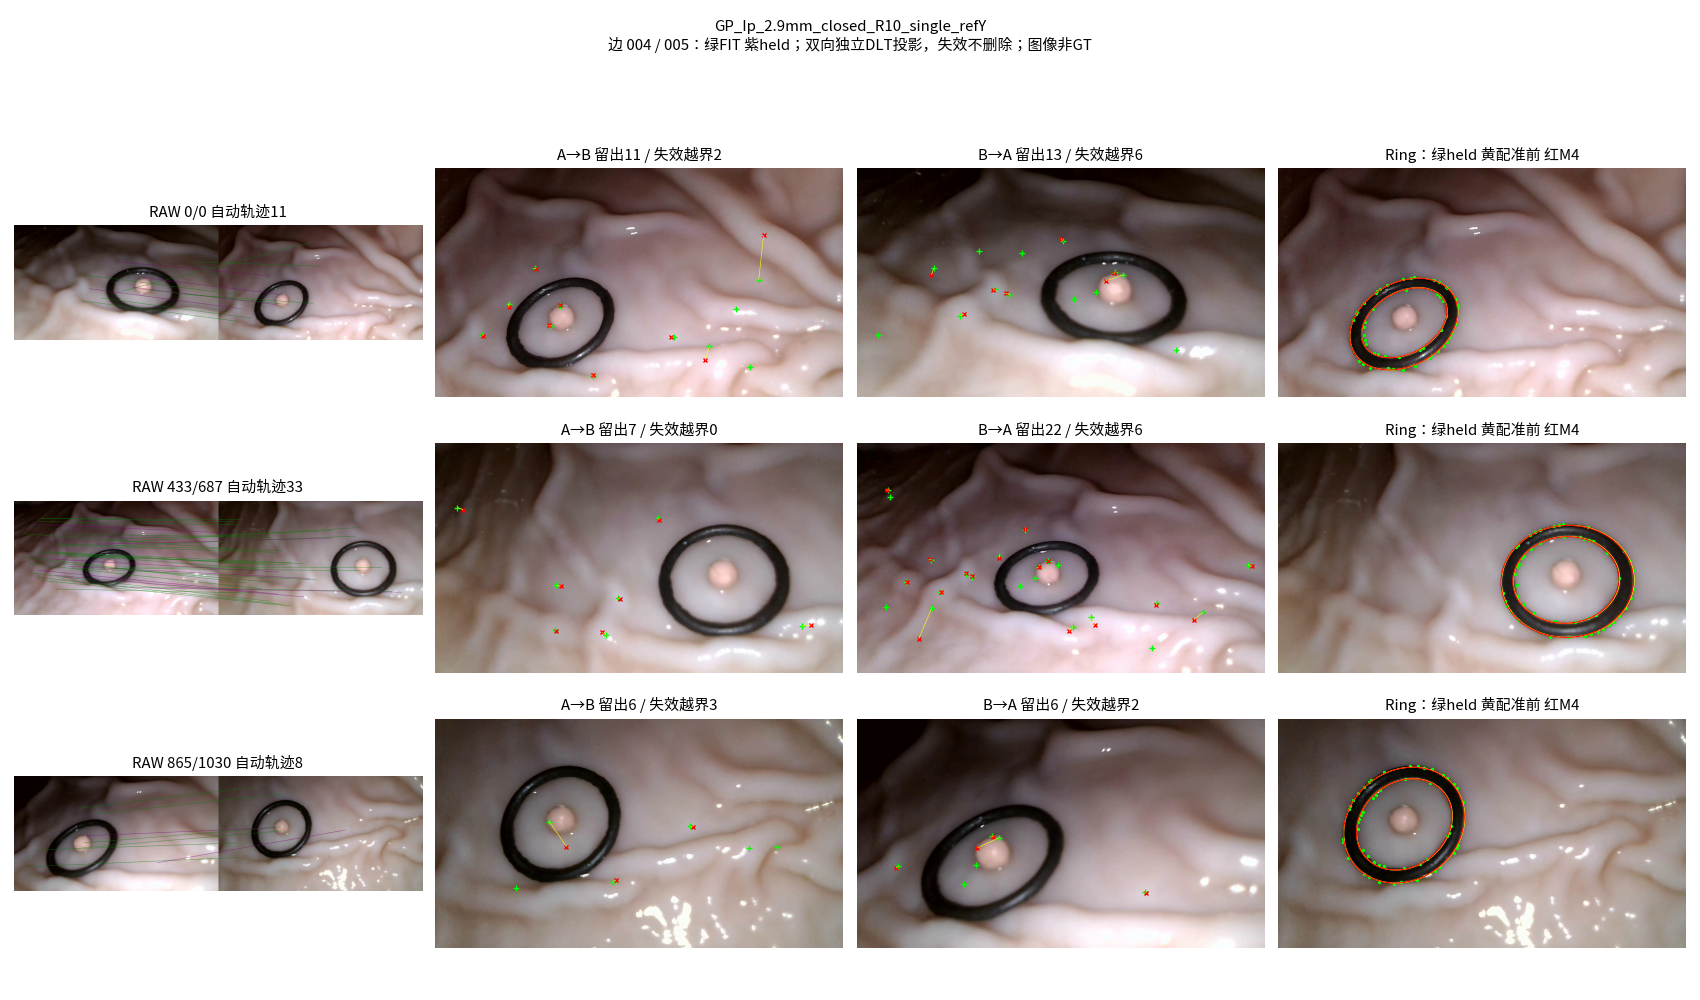 GP_Ip_2.9mm_closed_R10_single_refY
边 004 / 005：绿FIT 紫held；双向独立DLT投影，失效不删除；图像非GT
RAW 0/0 自动轨迹11
A→B 留出11 / 失效越界2
B→A 留出13 / 失效越界6
Ring：绿held 黄配准前 红M4
RAW 433/687 自动轨迹33
A→B 留出7 / 失效越界0
B→A 留出22 / 失效越界6
Ring：绿held 黄配准前 红M4
RAW 865/1030 自动轨迹8
A→B 留出6 / 失效越界3
B→A 留出6 / 失效越界2
Ring：绿held 黄配准前 红M4